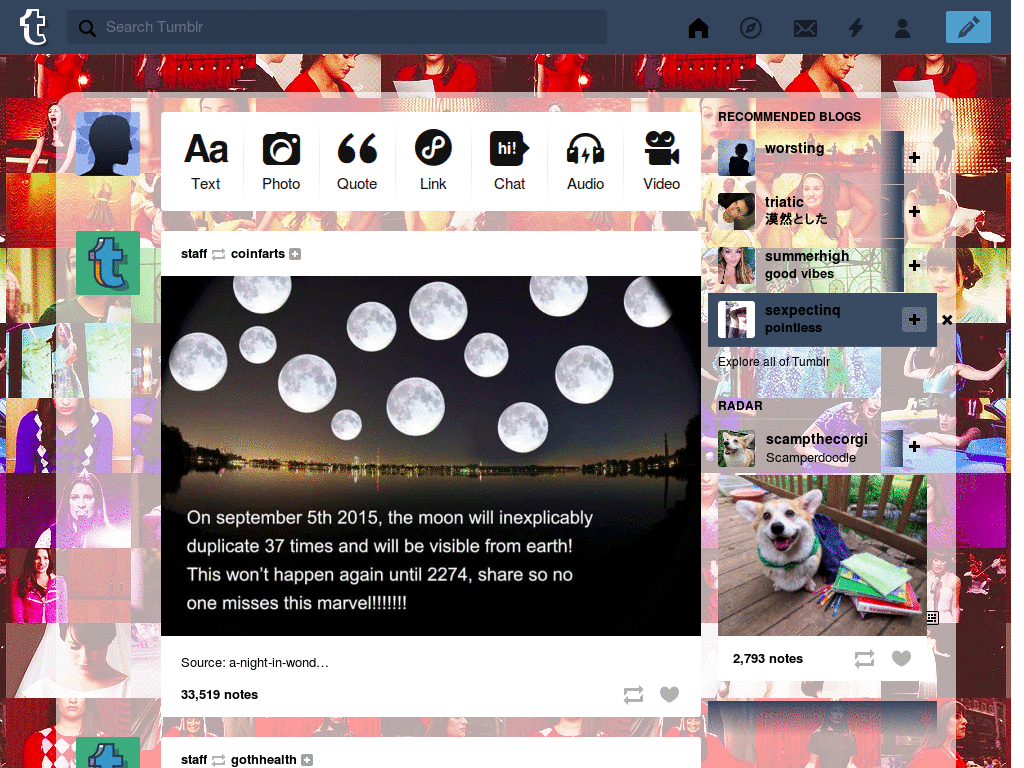 Search Tumblr
Aa
hi!
Text Photo Quote Link Chat Audio Video
staff coinfarts
On september 5th 2015, the moon will inexplicably
duplicate 37 times and will be visible from earth!
This won't happen again until 2274, share so no
one misses this marvel!!!!!!!
Source: a-night-in-wond…
33,519 notes
staff gothhealth
RECOMMENDED BLOGS
worsting
triatic
漠然とした
summerhigh
good vibes
sexpectinq
pointless
Explore all of Tumblr
RADAR
scampthecorgi
Scamperdoodle
2,793 notes